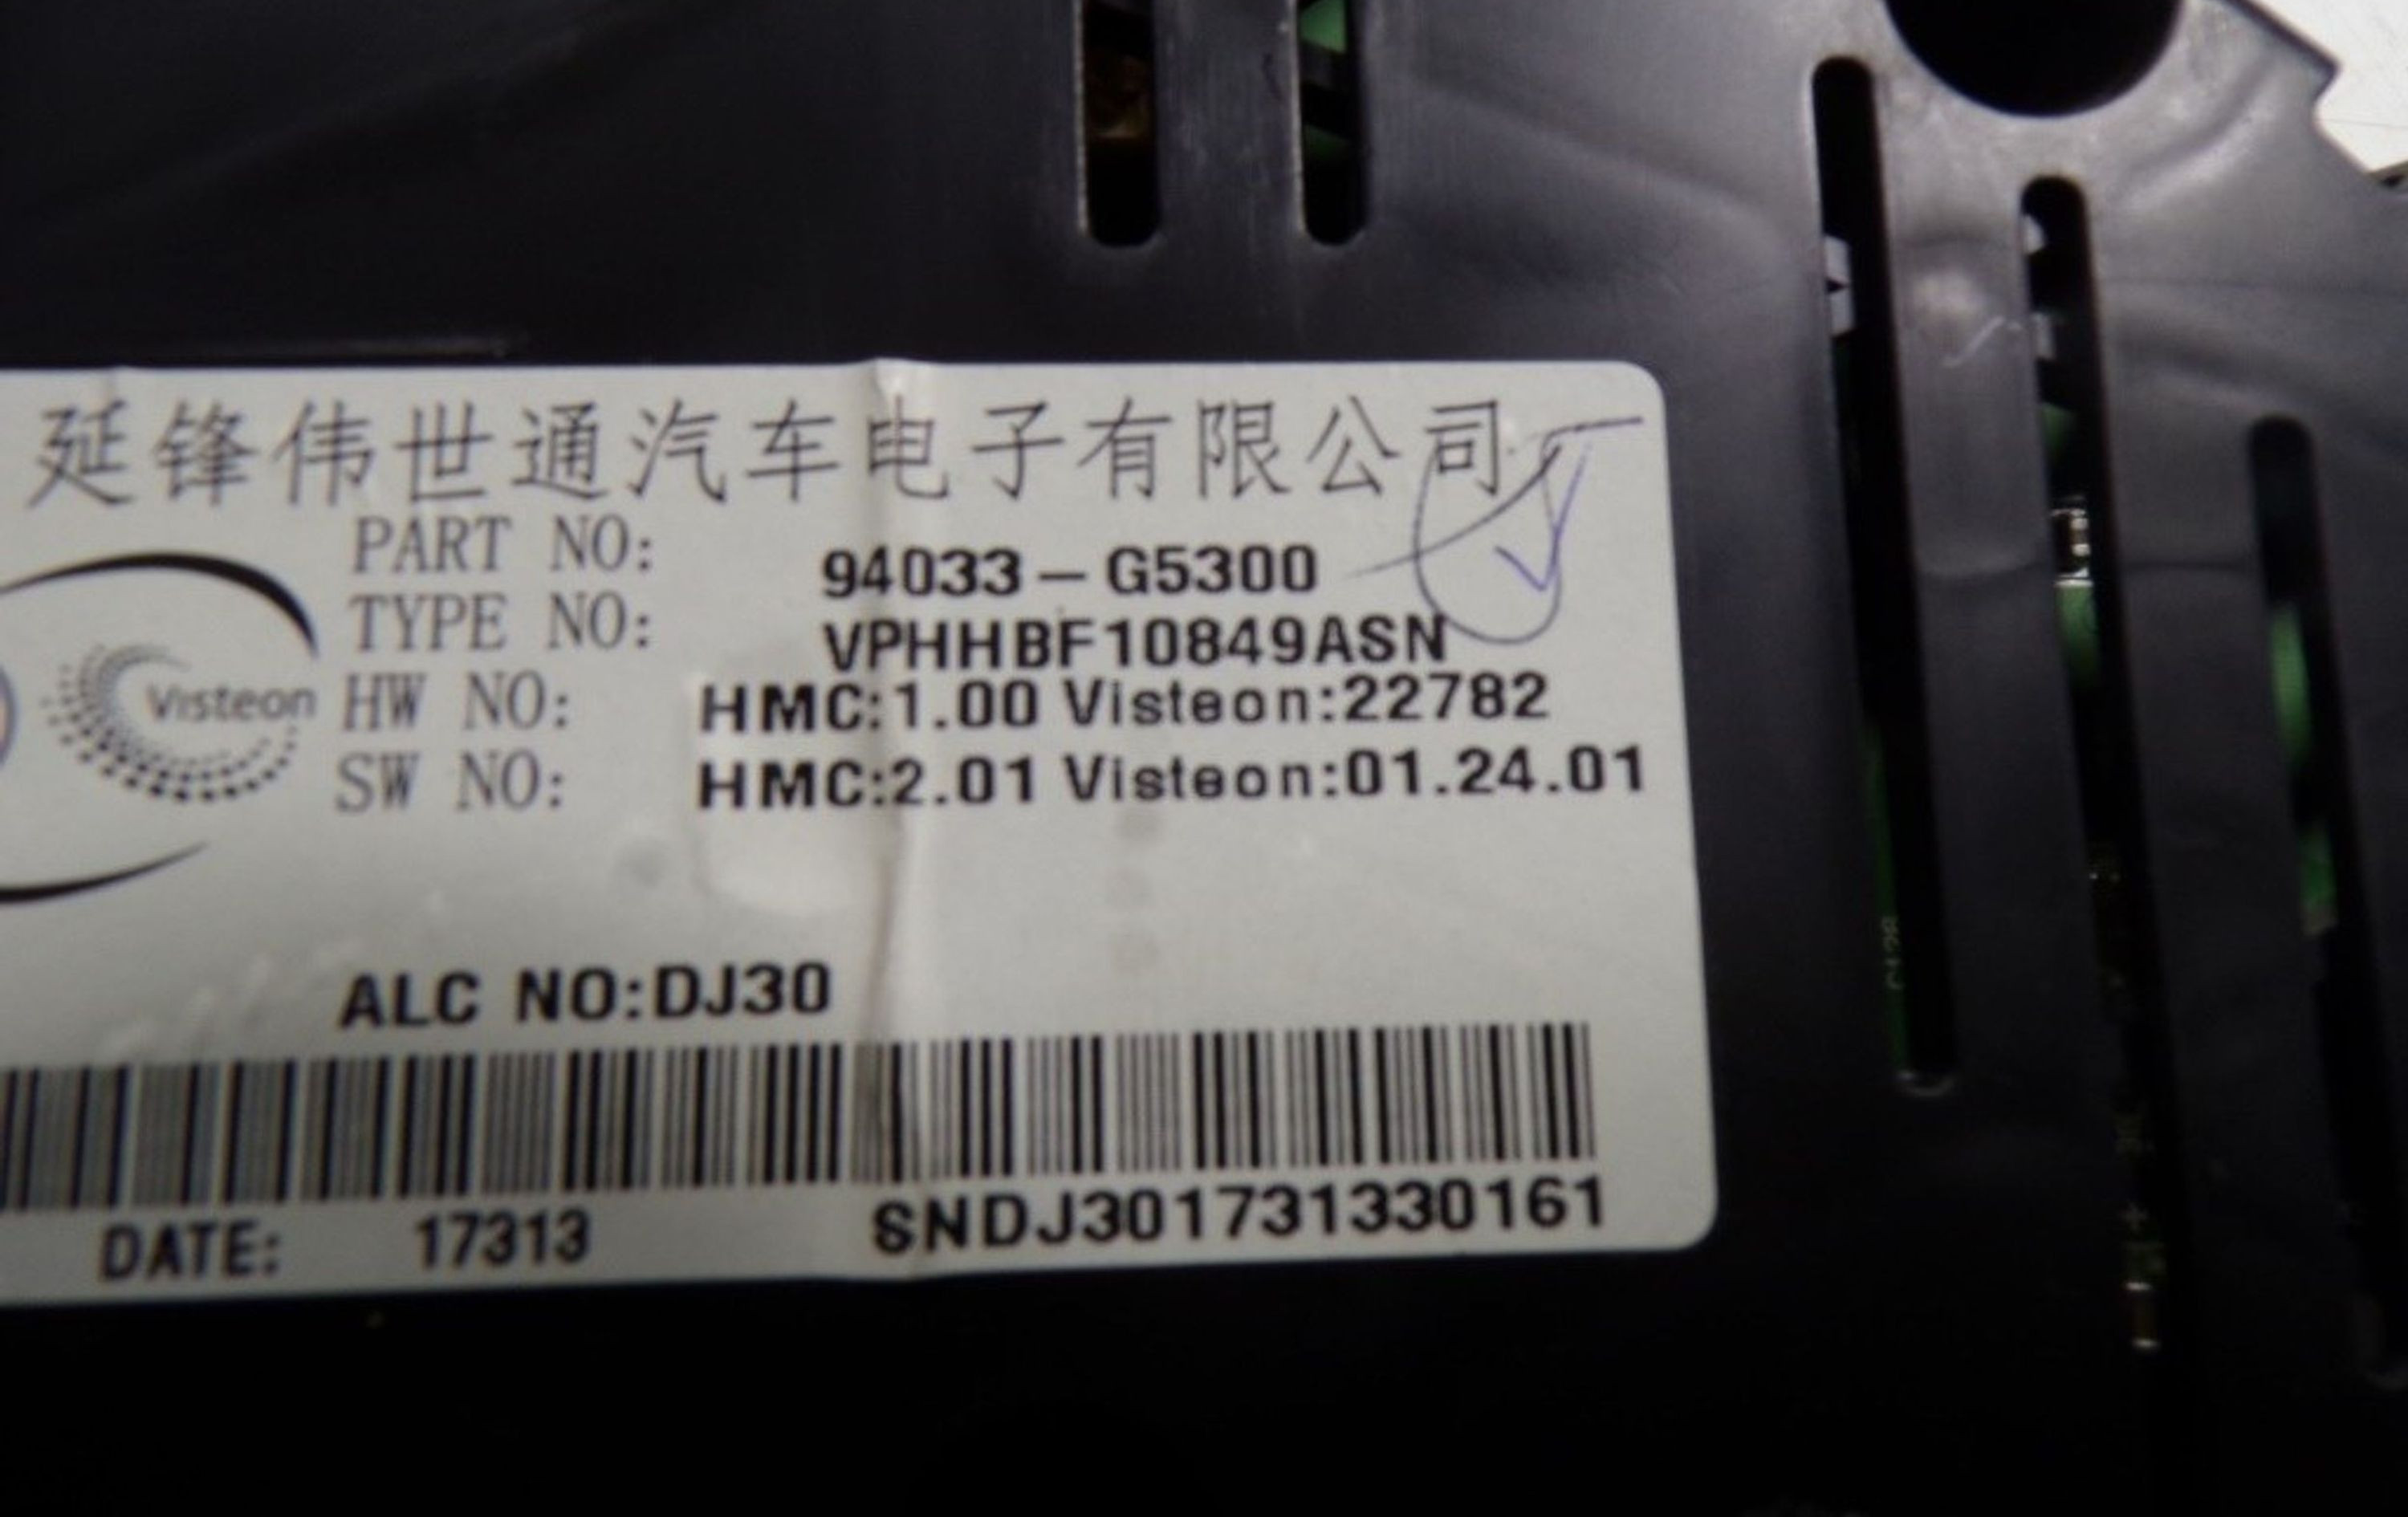 延锋伟世通汽车电子有限公司
PART NO: 94033-G5300
TYPE NO: VPHHBF10849ASN
Visteon
HW NO: HMC:1.00 Visteon:22782
SW NO: HMC:2.01 Visteon:01.24.01
ALC NO:DJ30
DATE: 17313 SNDJ301731330161